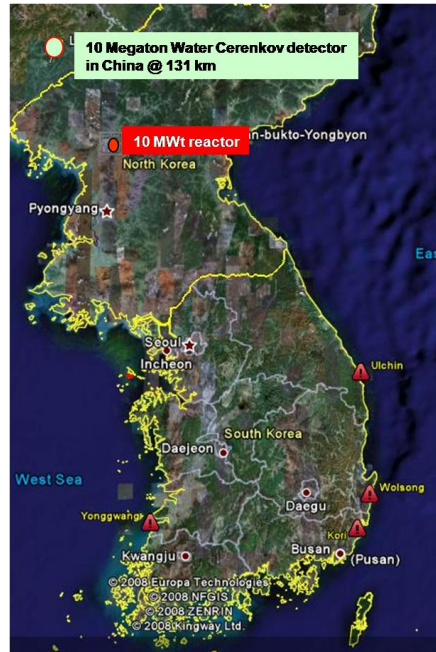 10 Megaton Water Cerenkov detector
in China @ 131 km
10 MWt reactor
an-bukto-Yongbyon
North Korea
Pyongyang
Eas
Seoul
Incheon
Ulchin
South Korea
Daejeon
West Sea
Wolsong
Daegu
Yonggwang
Kori
Busan
(Pusan)
Kwangju
© 2008 Europa Technologies
© 2008 NFGIS
© 2008 ZENRIN
© 2008 Kingway Ltd.